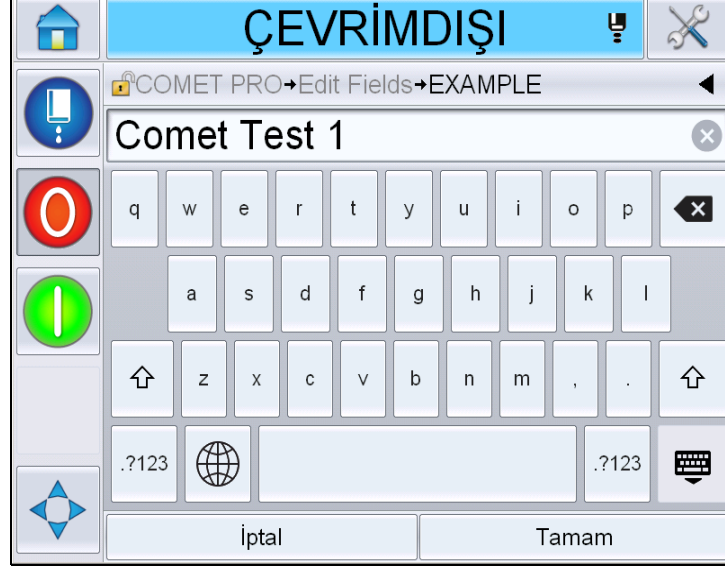 ÇEVRİMDIŞI
COMET PRO→Edit Fields→EXAMPLE
Comet Test 1
q w e r t y u i o p
a s d f g h j k l
z x c v b n m , .
.?123 .?123
İptal Tamam